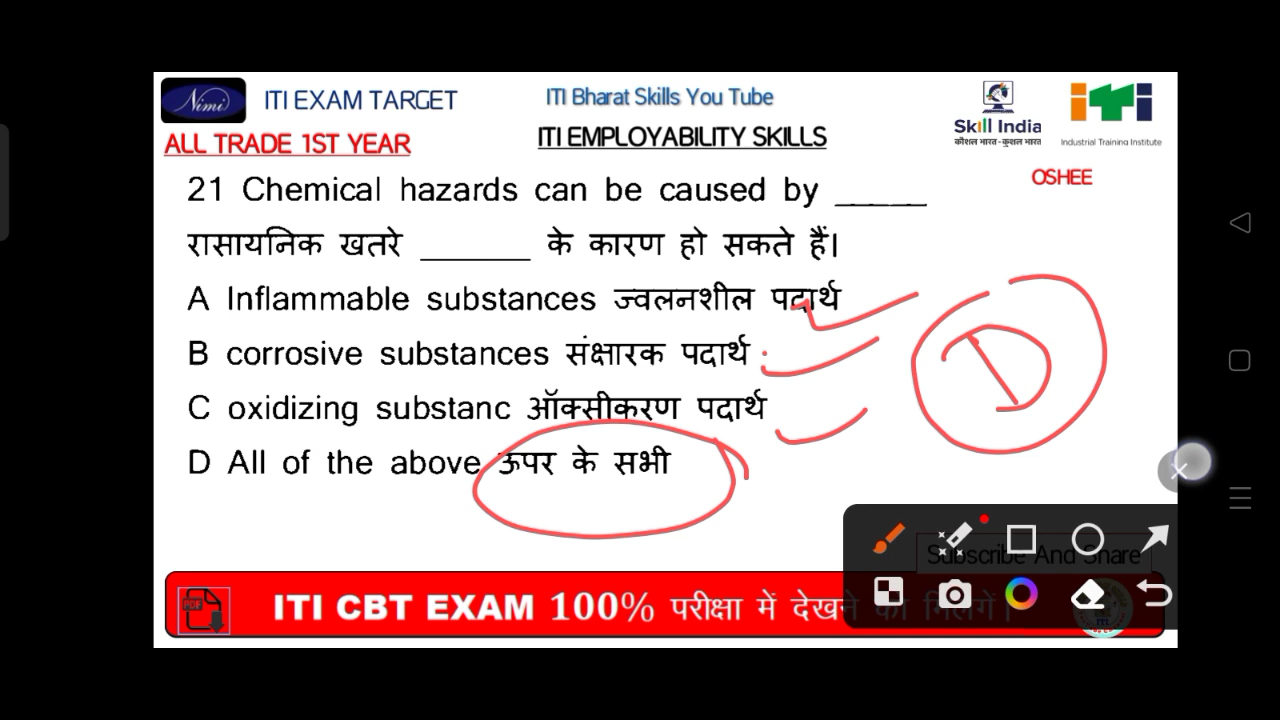 Nimi
ITI EXAM TARGET
ITI Bharat Skills You Tube
Skill India
कौशल भारत - कुशल भारत
iTi
Industrial Training Institute
ALL TRADE 1ST YEAR
ITI EMPLOYABILITY SKILLS
OSHEE
21 Chemical hazards can be caused by _____
रासायनिक खतरे ______ के कारण हो सकते हैं।
A Inflammable substances ज्वलनशील पदार्थ
B corrosive substances संक्षारक पदार्थ
C oxidizing substanc ऑक्सीकरण पदार्थ
D All of the above ऊपर के सभी
D
Subscribe And Share
PDF
ITI CBT EXAM 100% परीक्षा में देखने को मिलेगें।
ITI